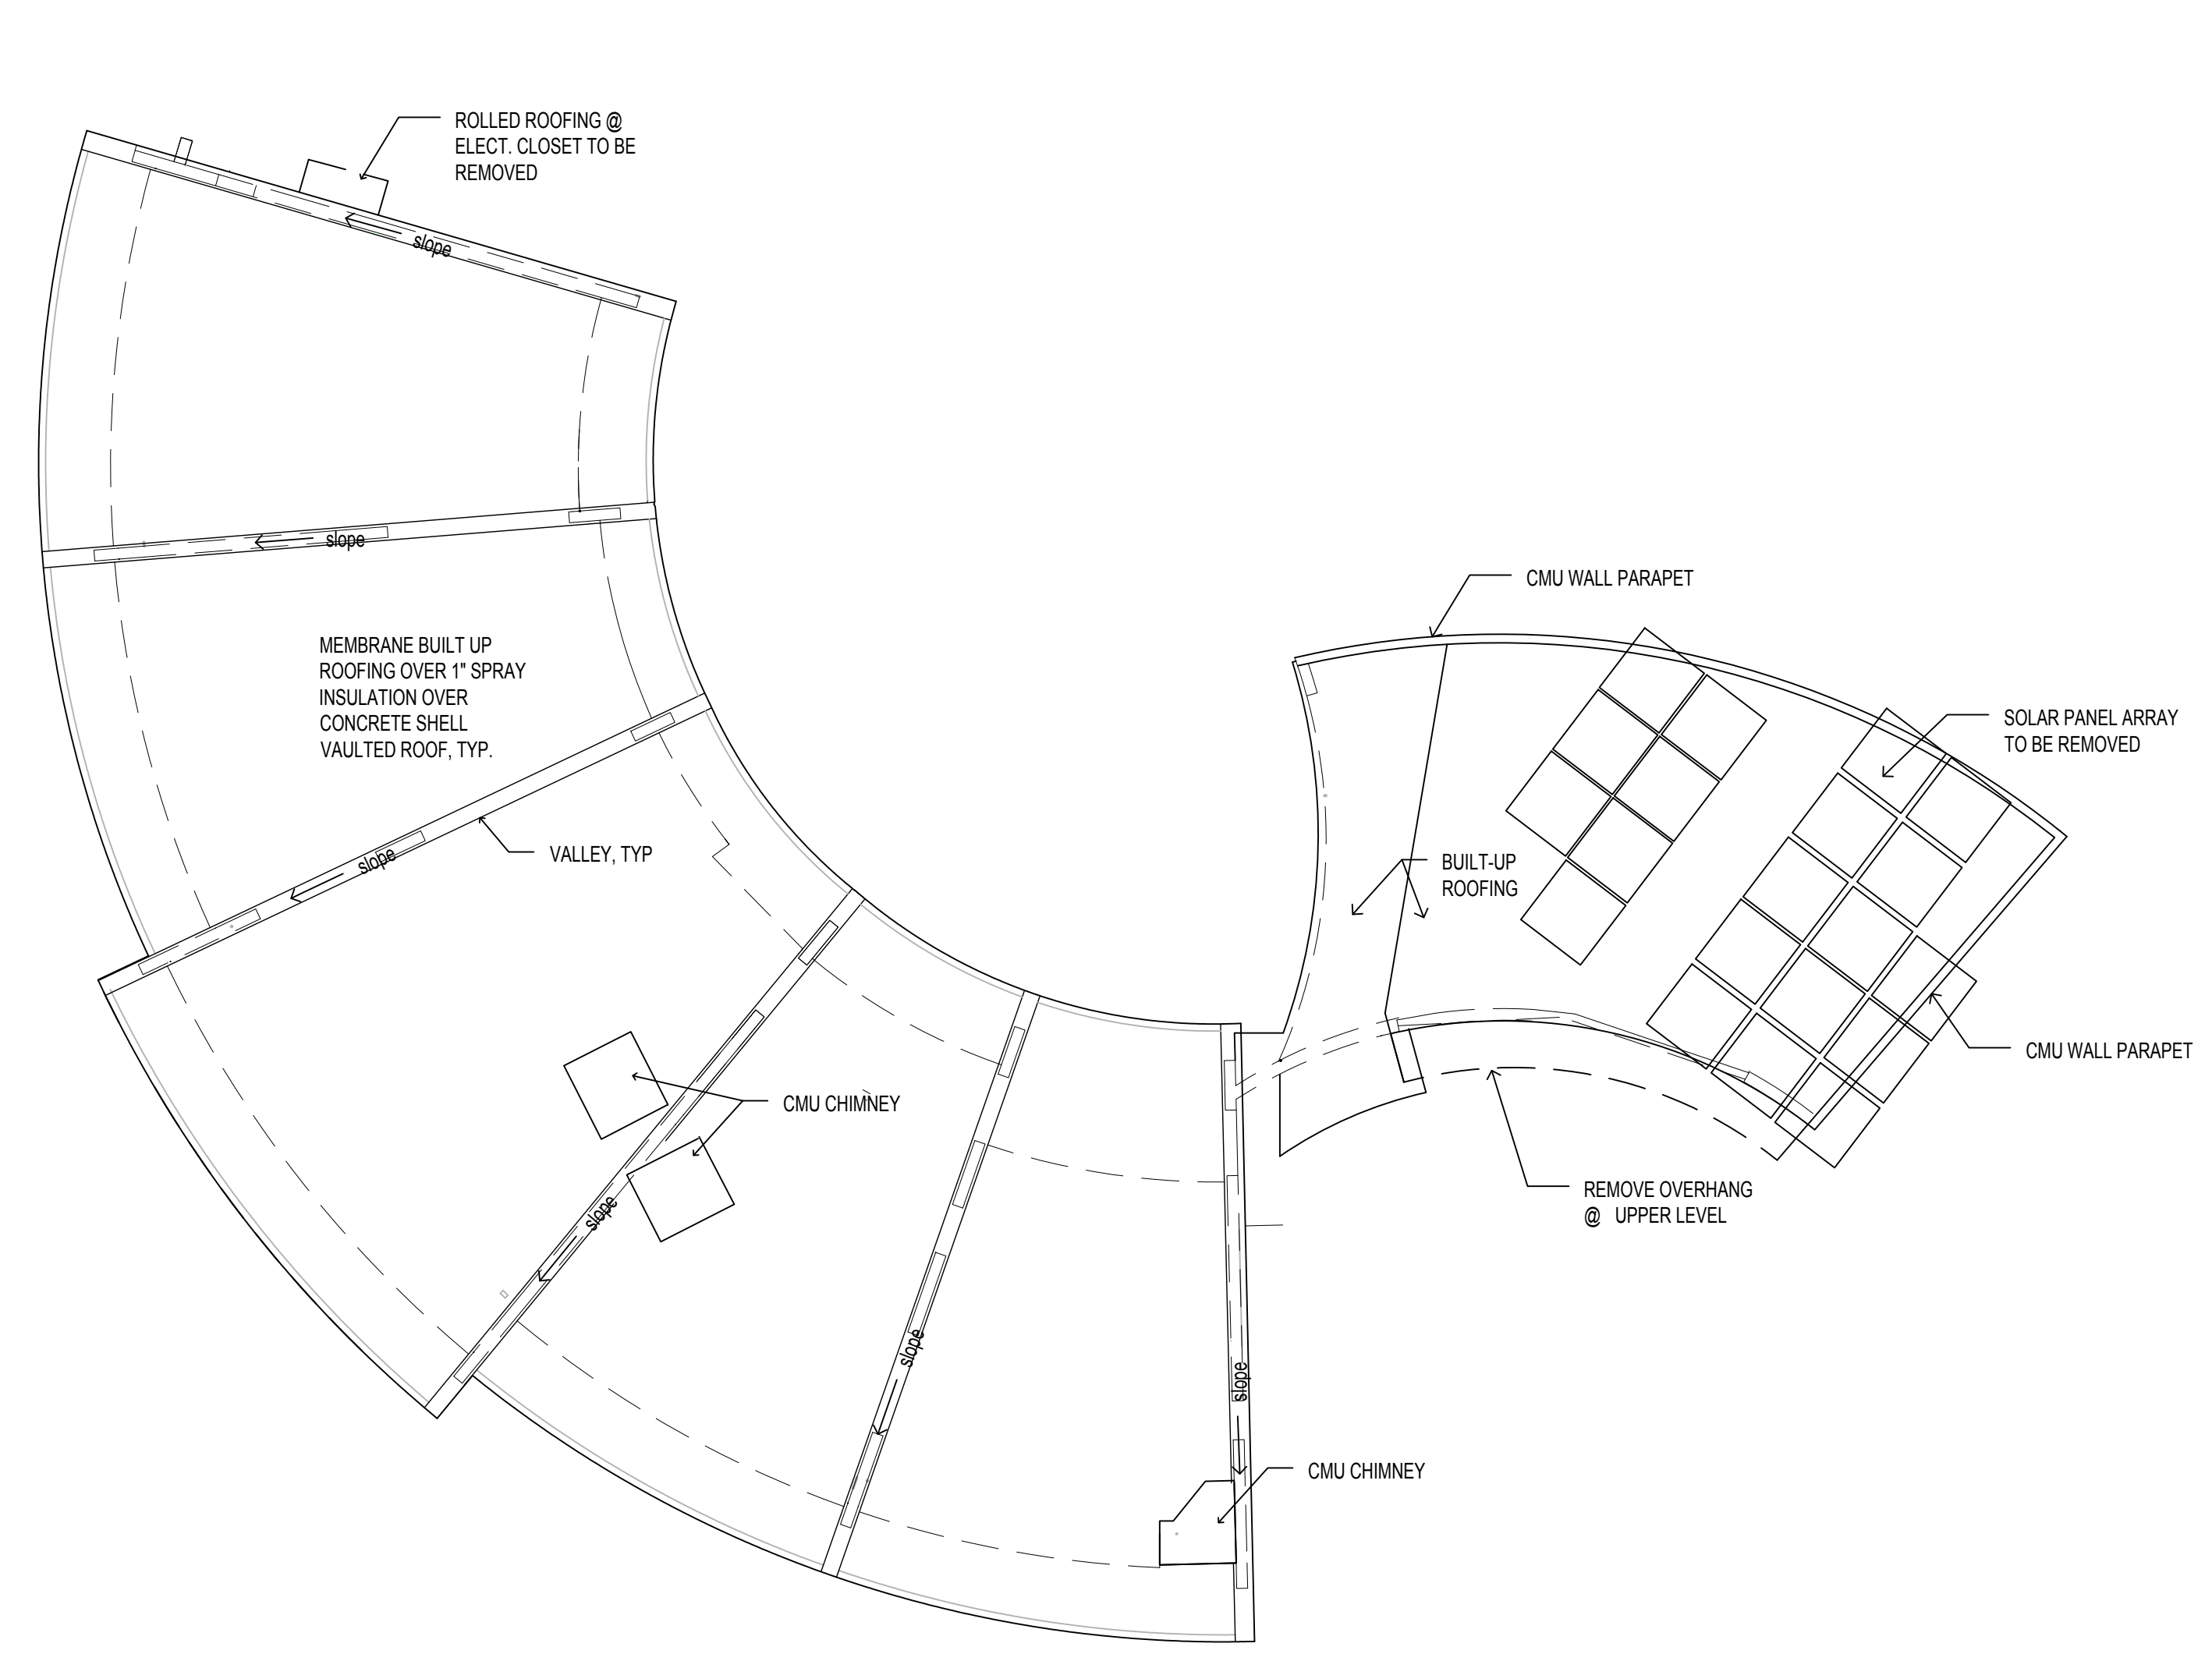 ROLLED ROOFING @
ELECT. CLOSET TO BE
REMOVED
slope
slope
MEMBRANE BUILT UP
ROOFING OVER 1" SPRAY
INSULATION OVER
CONCRETE SHELL
VAULTED ROOF, TYP.
VALLEY, TYP
slope
CMU WALL PARAPET
SOLAR PANEL ARRAY
TO BE REMOVED
BUILT-UP
ROOFING
CMU WALL PARAPET
CMU CHIMNEY
REMOVE OVERHANG
@ UPPER LEVEL
slope
slope
slope
CMU CHIMNEY